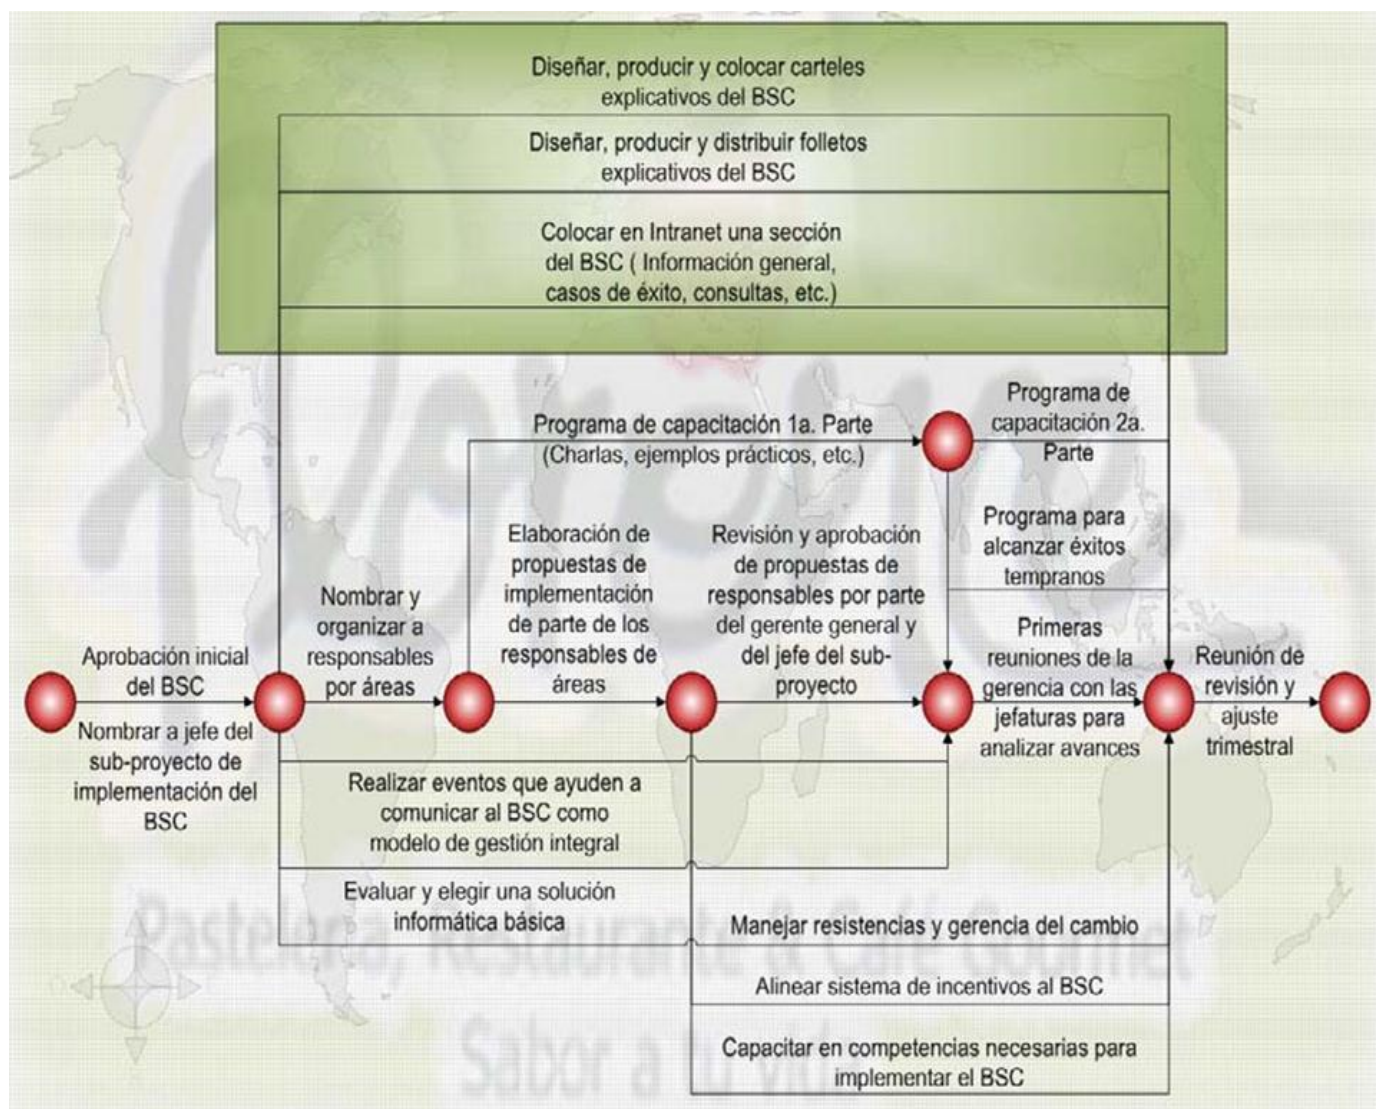 Diseñar, producir y colocar carteles
explicativos del BSC
Diseñar, producir y distribuir folletos
explicativos del BSC
Colocar en Intranet una sección
del BSC ( Información general,
casos de éxito, consultas, etc.)
Programa de capacitación 1a. Parte
(Charlas, ejemplos prácticos, etc.)
Programa de
capacitación 2a.
Parte
Programa para
alcanzar éxitos
tempranos
Aprobación inicial
del BSC
Nombrar a jefe del
sub-proyecto de
implementación del
BSC
Nombrar y
organizar a
responsables
por áreas
Elaboración de
propuestas de
implementación
de parte de los
responsables de
áreas
Revisión y aprobación
de propuestas de
responsables por parte
del gerente general y
del jefe del sub-
proyecto
Primeras
reuniones de la
gerencia con las
jefaturas para
analizar avances
Reunión de
revisión y
ajuste
trimestral
Realizar eventos que ayuden a
comunicar al BSC como
modelo de gestión integral
Evaluar y elegir una solución
informática básica
Manejar resistencias y gerencia del cambio
Alinear sistema de incentivos al BSC
Capacitar en competencias necesarias para
implementar el BSC
Pastelería, Restaurante & Café Gourmet
Sabor a tu vida